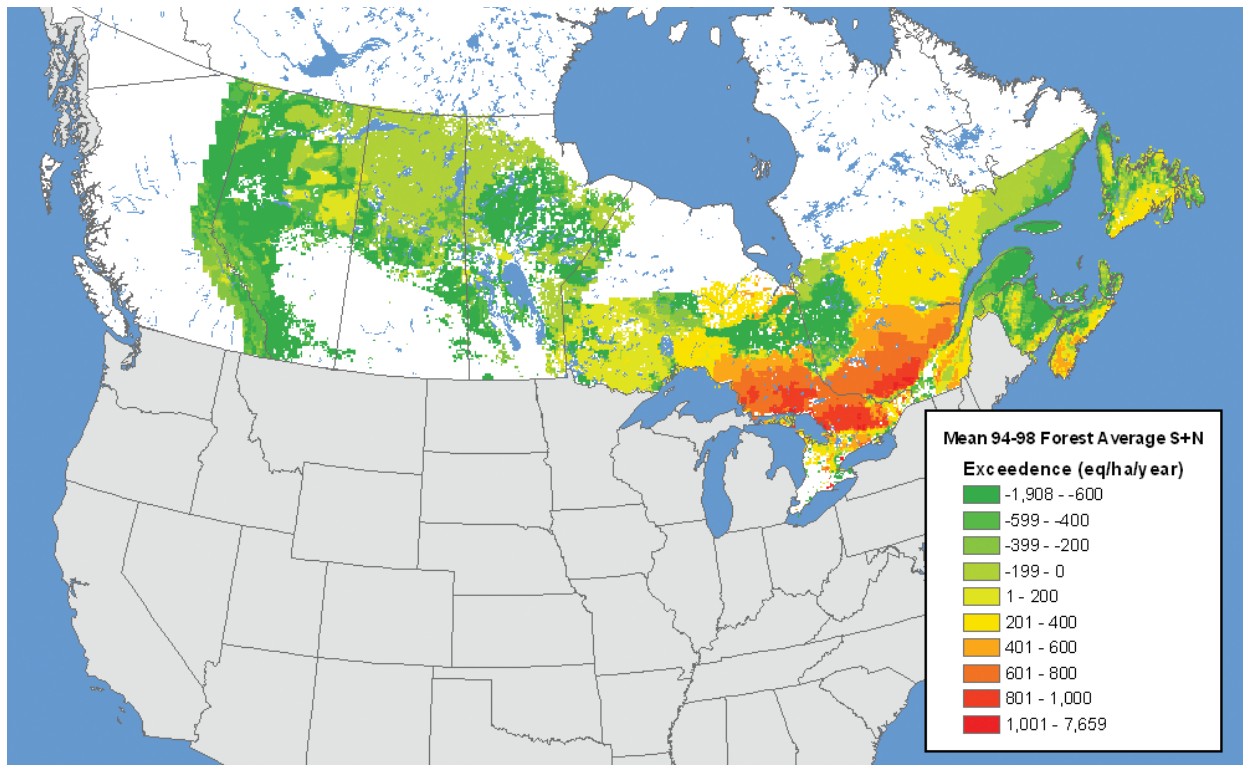 Mean 94-98 Forest Average S+N
Exceedence (eq/ha/year)
-1,908 - -600
-599 - -400
-399 - -200
-199 - 0
1 - 200
201 - 400
401 - 600
601 - 800
801 - 1,000
1,001 - 7,659